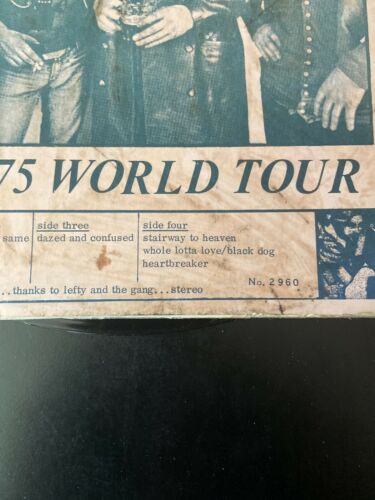 75 WORLD TOUR
same
side three
dazed and confused
side four
stairway to heaven
whole lotta love/black dog
heartbreaker
No. 2960
...thanks to lefty and the gang...stereo